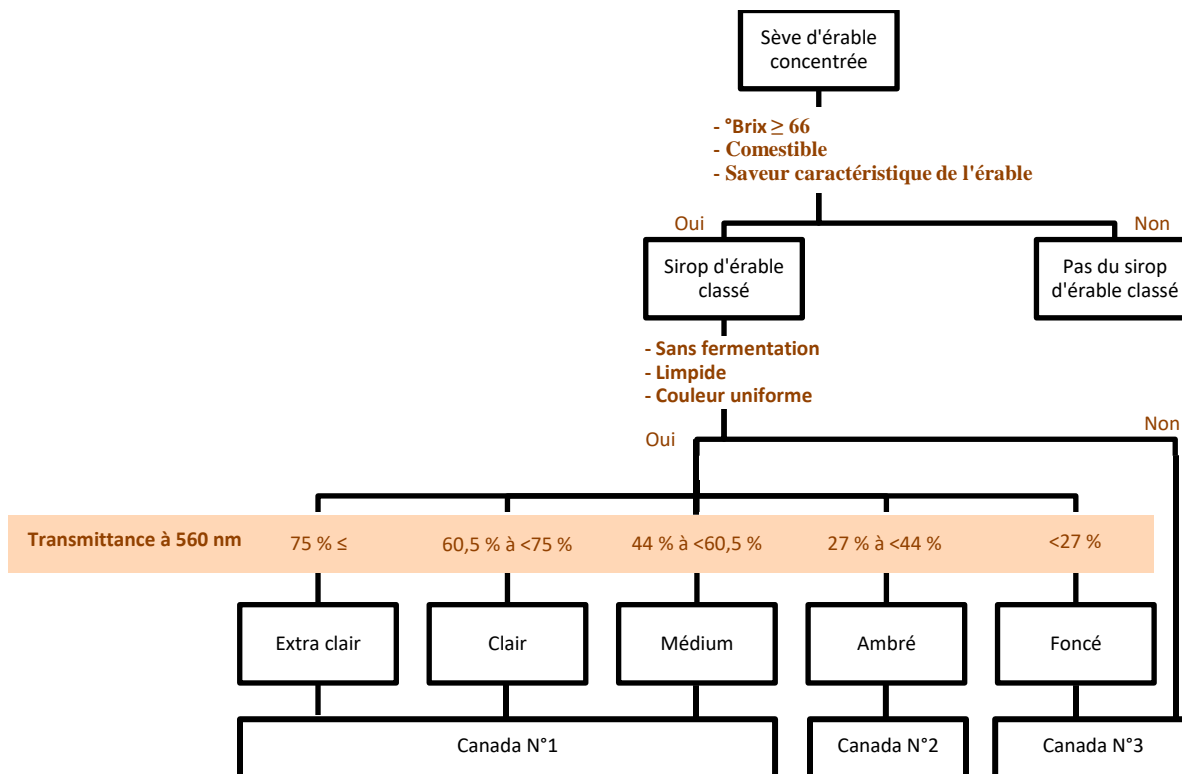 Sève d'érable
concentrée
- °Brix ≥ 66
- Comestible
- Saveur caractéristique de l'érable
Oui
Non
Sirop d'érable
classé
Pas du sirop
d'érable classé
- Sans fermentation
- Limpide
- Couleur uniforme
Oui
Non
Transmittance à 560 nm
75 % ≤
60,5 % à <75 %
44 % à <60,5 %
27 % à <44 %
<27 %
Extra clair
Clair
Médium
Ambré
Foncé
Canada N°1
Canada N°2
Canada N°3